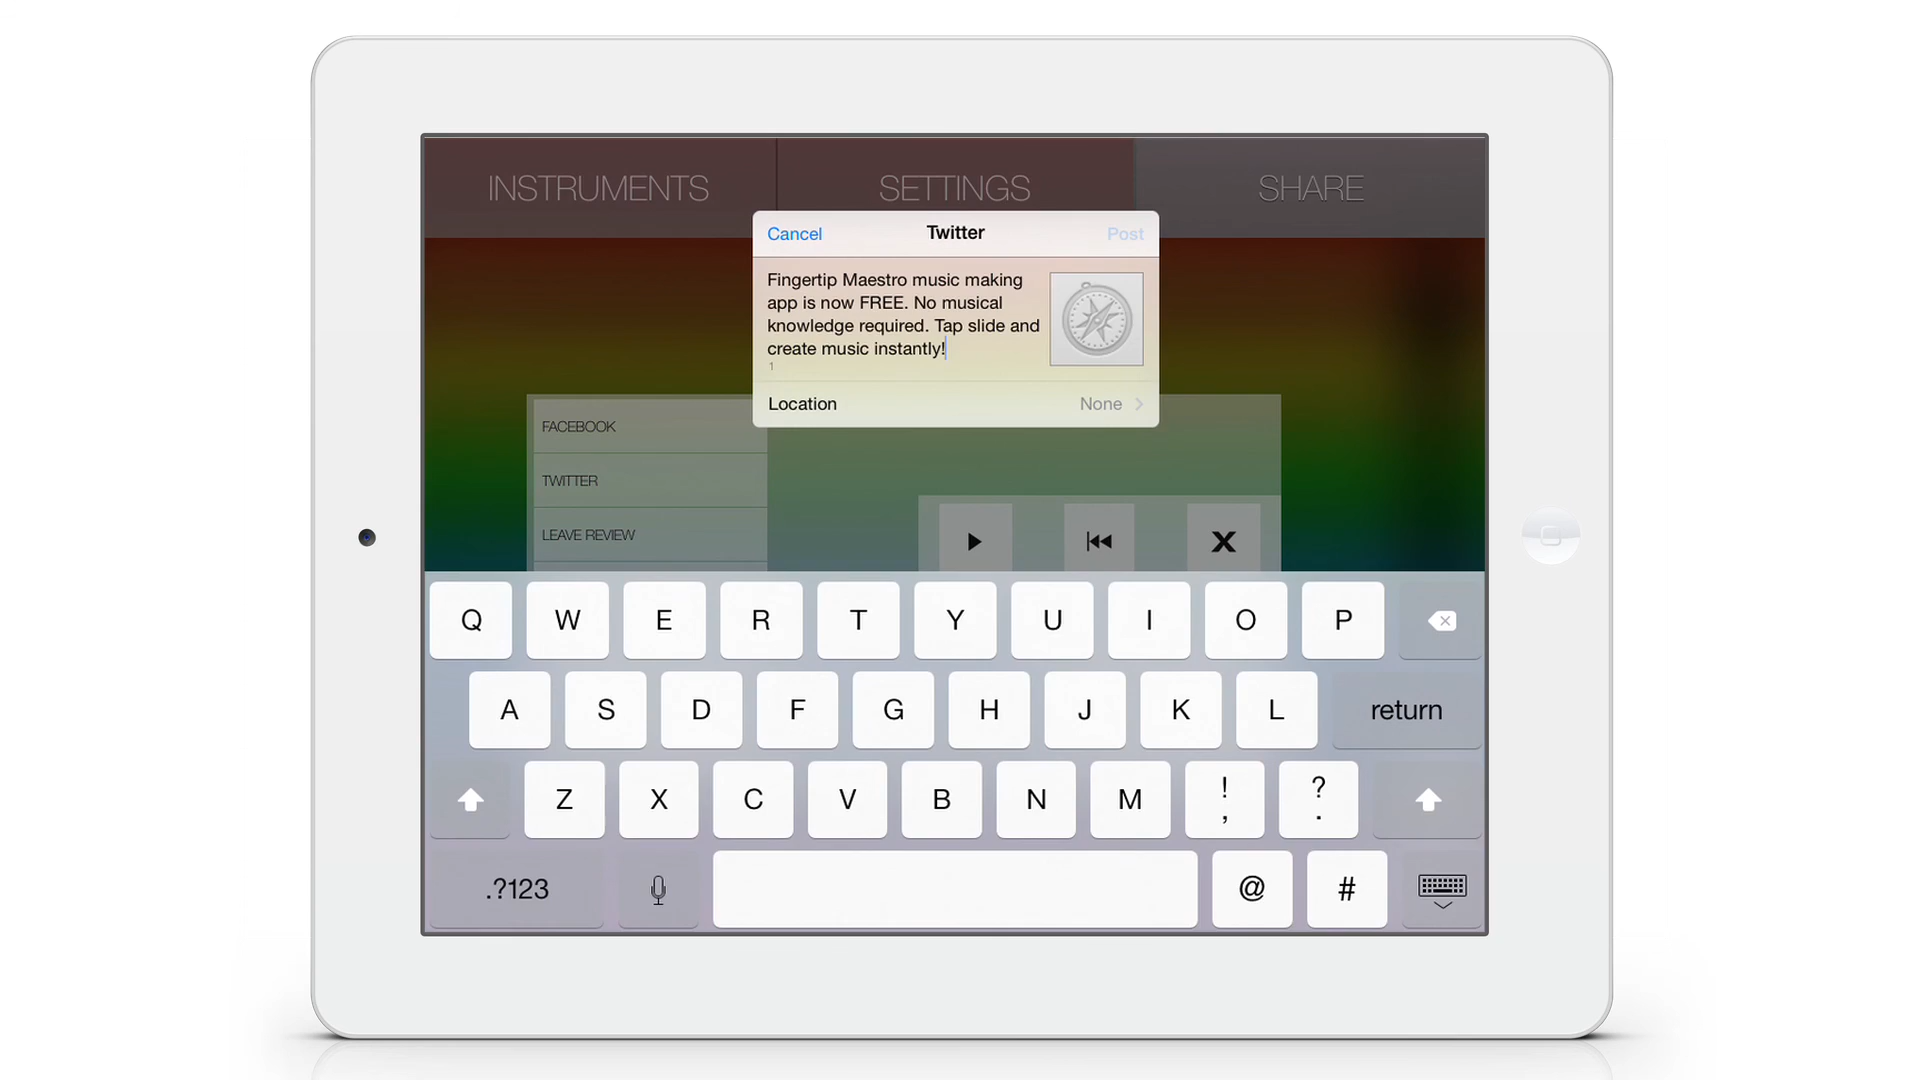 INSTRUMENTS SETTINGS SHARE
Cancel Twitter Post
Fingertip Maestro music making
app is now FREE. No musical
knowledge required. Tap slide and
create music instantly!
1
Location None
FACEBOOK
TWITTER
LEAVE REVIEW
Q W E R T Y U I O P
A S D F G H J K L return
Z X C V B N M ! , ? .
.?123 @ #